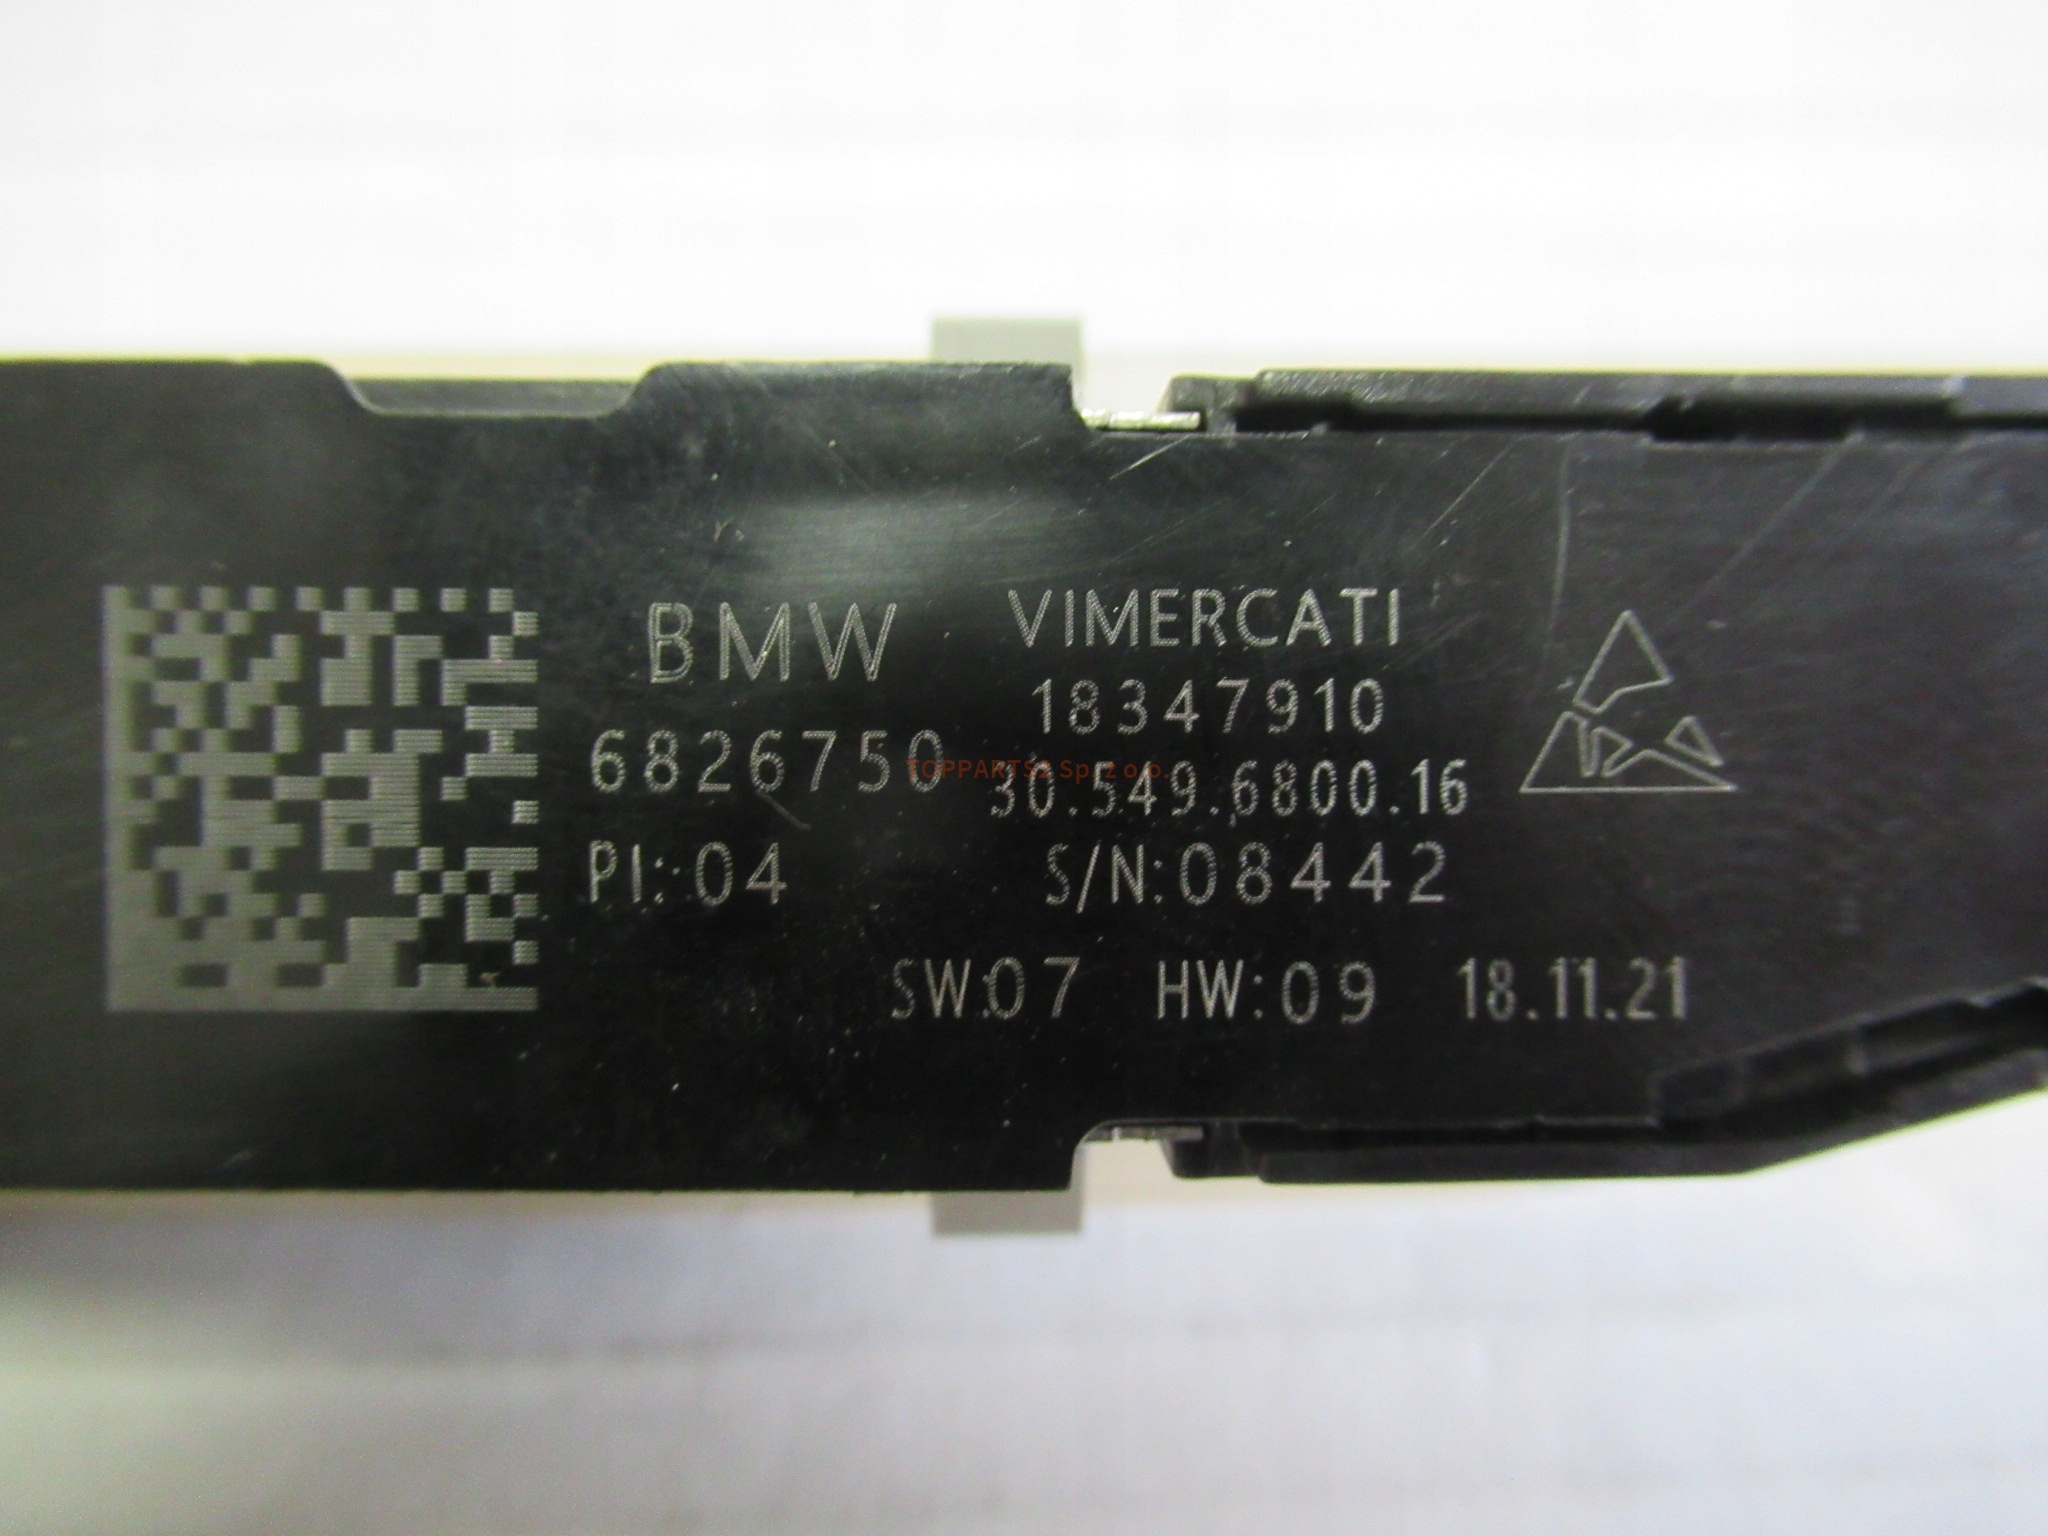 BMW
6826750
PI:04
VIMERCATI
18347910
30.549.6800.16
S/N:08442
SW:07 HW:09 18.11.21
TOPPARTS2 Sp. z o.o.